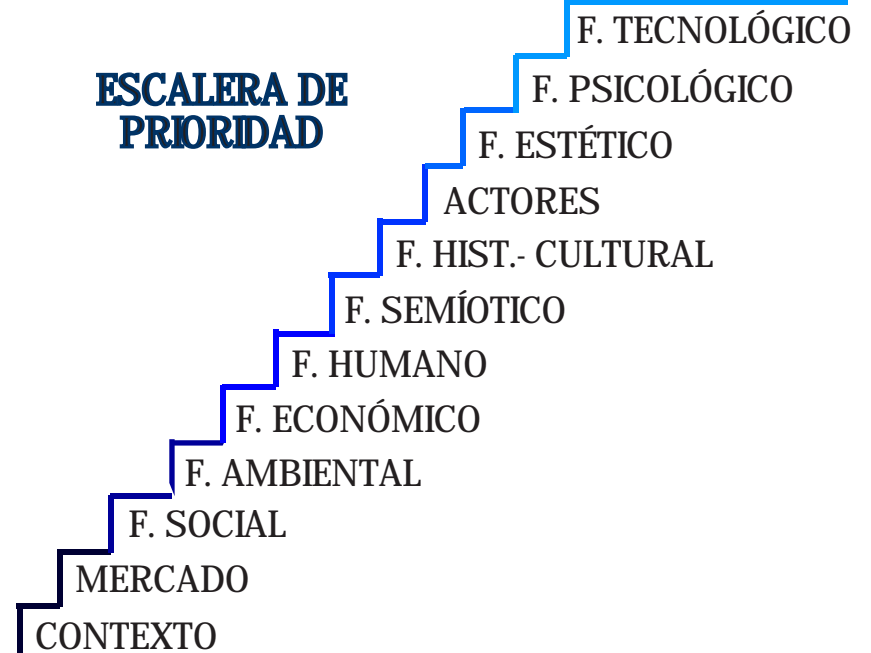 F. TECNOLÓGICO
ESCALERA DE
PRIORIDAD
F. PSICOLÓGICO
F. ESTÉTICO
ACTORES
F. HIST.- CULTURAL
F. SEMÍOTICO
F. HUMANO
F. ECONÓMICO
F. AMBIENTAL
F. SOCIAL
MERCADO
CONTEXTO